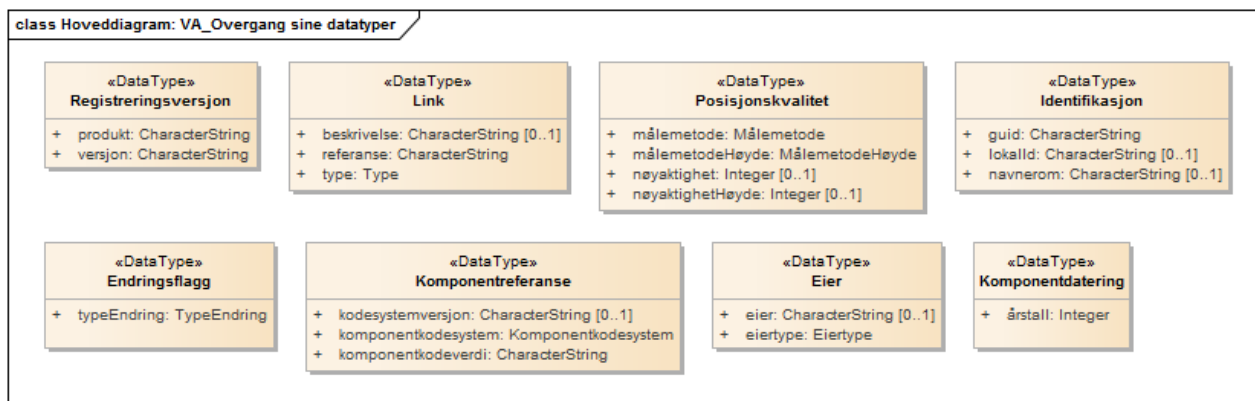 class Hoveddiagram: VA_Overgang sine datatyper
«DataType»
Registreringsversjon
+ produkt: CharacterString
+ versjon: CharacterString
«DataType»
Link
+ beskrivelse: CharacterString [0..1]
+ referanse: CharacterString
+ type: Type
«DataType»
Posisjonskvalitet
+ målemetode: Målemetode
+ målemetodeHøyde: MålemetodeHøyde
+ nøyaktighet: Integer [0..1]
+ nøyaktighetHøyde: Integer [0..1]
«DataType»
Identifikasjon
+ guid: CharacterString
+ lokalId: CharacterString [0..1]
+ navnerom: CharacterString [0..1]
«DataType»
Endringsflagg
+ typeEndring: TypeEndring
«DataType»
Komponentreferanse
+ kodesystemversjon: CharacterString [0..1]
+ komponentkodesystem: Komponentkodesystem
+ komponentkodeverdi: CharacterString
«DataType»
Eier
+ eier: CharacterString [0..1]
+ eiertype: Eiertype
«DataType»
Komponentdatering
+ årstall: Integer